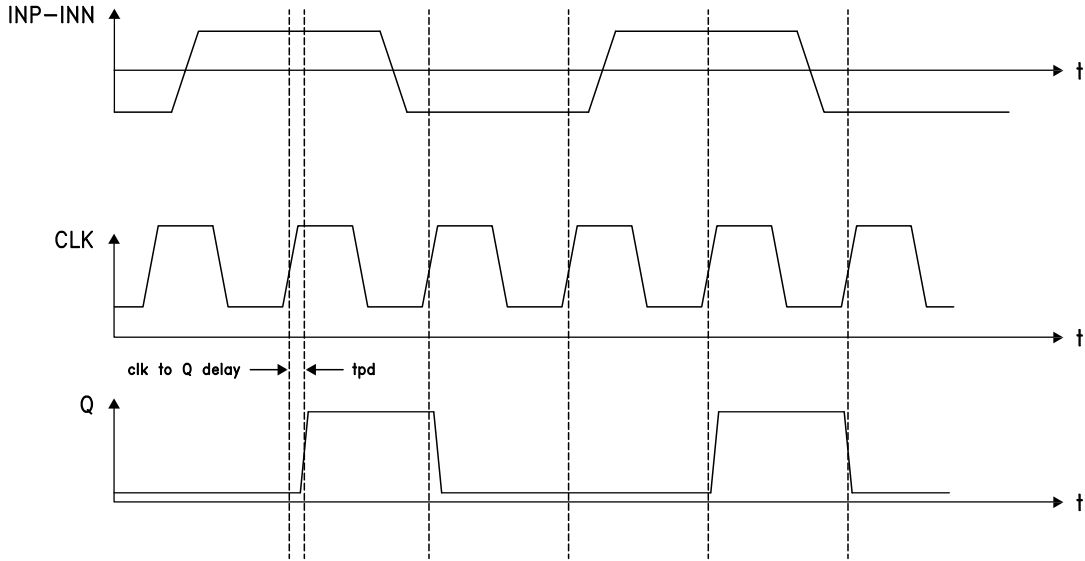 INP-INN
t
CLK
t
clk to Q delay
tpd
Q
t